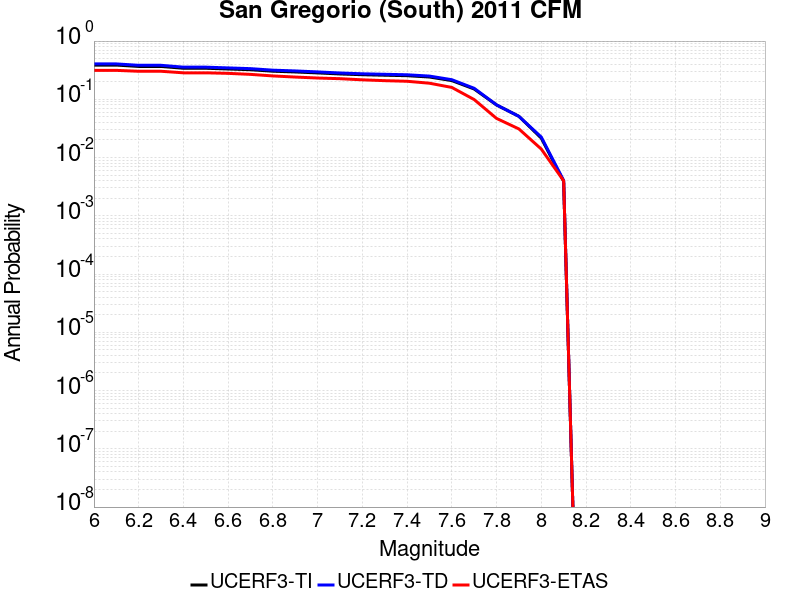 San Gregorio (South) 2011 CFM
10^0
10^-1
10^-2
10^-3
10^-4
10^-5
10^-6
10^-7
10^-8
Annual Probability
6 6.2 6.4 6.6 6.8 7 7.2 7.4 7.6 7.8 8 8.2 8.4 8.6 8.8 9
Magnitude
UCERF3-TI UCERF3-TD UCERF3-ETAS